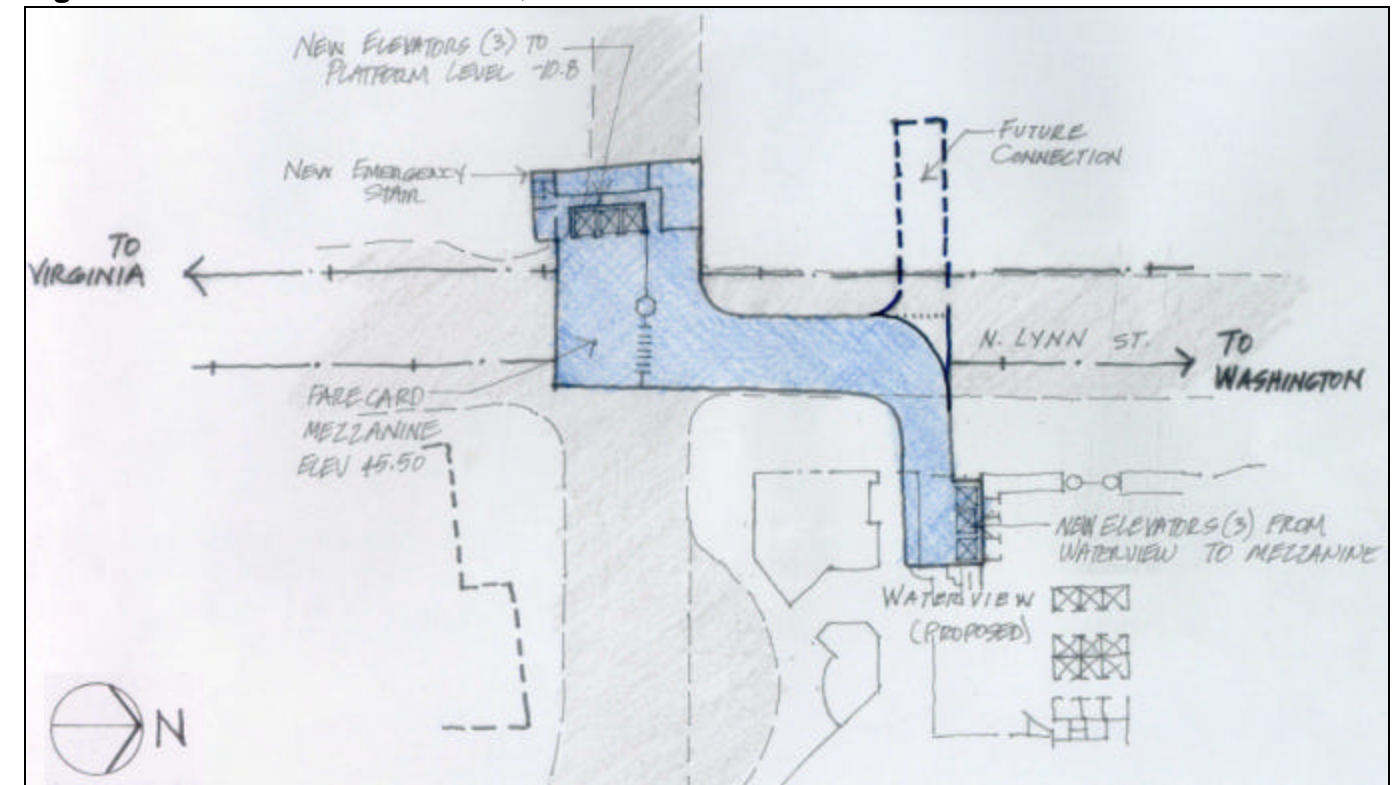 NEW ELEVATORS (3) TO
PLATFORM LEVEL -10.8
NEW EMERGENCY
STAIR
FUTURE
CONNECTION
TO
VIRGINIA
N. LYNN ST.
TO
WASHINGTON
FARECARD
MEZZANINE
ELEV 45.50
NEW ELEVATORS (3) FROM
WATERVIEW TO MEZZANINE
WATERVIEW
(PROPOSED)
N